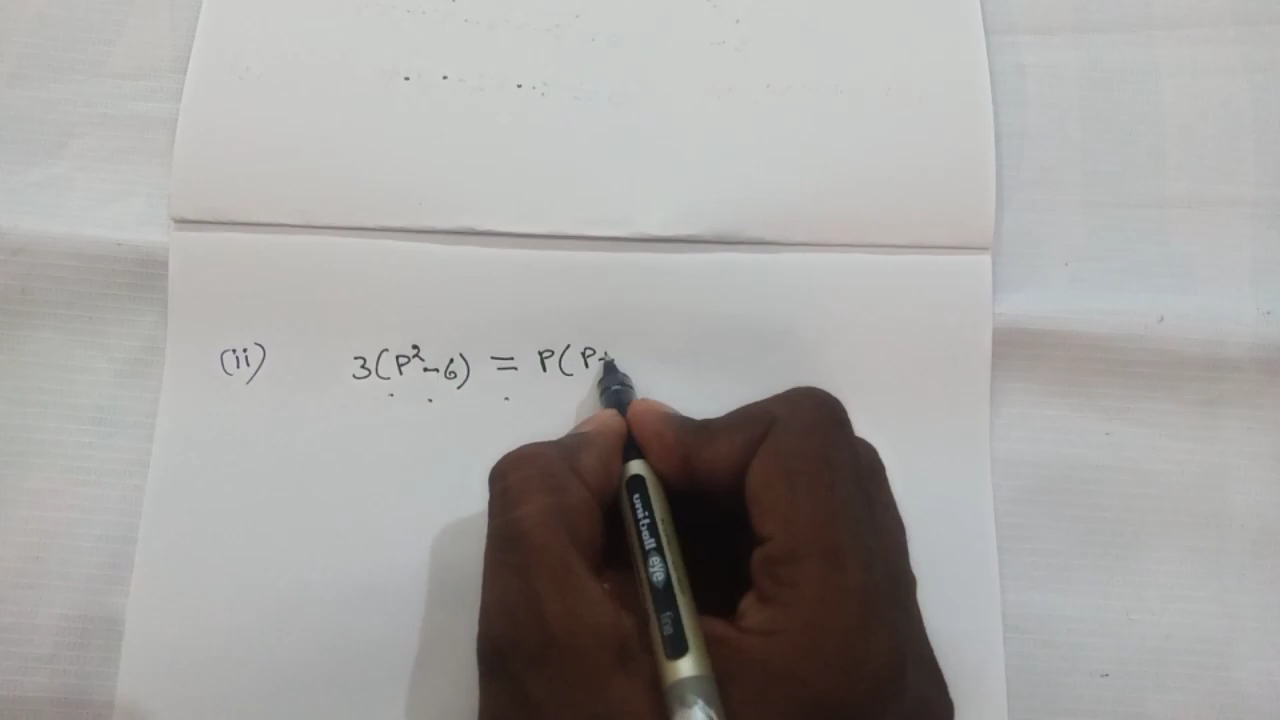 (ii) 3(P²-6) = P(P+
uniball eye fine